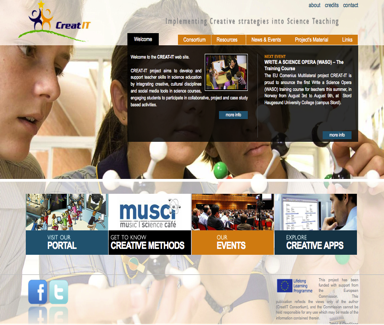 about credits contact
CreatIT
Implementing Creative strategies into Science Teaching
Welcome Consortium Resources News & Events Project's Material Links
Welcome to the CREAT-IT web site.
CREAT-IT project aims to develop and
support teacher skills in science education
by integrating creative, cultural disciplines
and social media tools in science courses,
engaging students to participate in collaborative, project and case study
based activities.
more info
NEXT EVENT
WRITE A SCIENCE OPERA (WASO) – The
Training Course
The EU Comenius Multilateral project CREAT-IT is
proud to announce the first Write a Science Opera
(WASO) training course for teachers this summer, in
Norway from August 3rd to August 9th, at Stord
Haugesund University College (campus Stord).
more info
VISIT OUR
PORTAL
musci
music | science café
GET TO KNOW
CREATIVE METHODS
OUR
EVENTS
EXPLORE
CREATIVE APPS
Lifelong
Learning
Programme
This project has been
funded with support from
the European
Commission. This
publication reflects the views only of the author
(CreatIT Consortium), and the Commission cannot be
held responsible for any use which may be made of the
information contained therein.